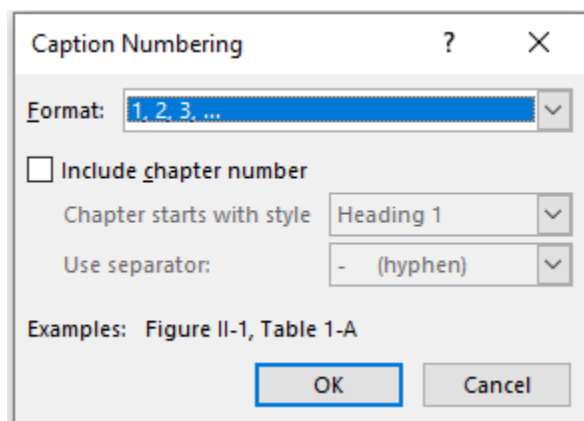 Caption Numbering ? X
Format: 1, 2, 3, ...
Include chapter number
Chapter starts with style Heading 1
Use separator: - (hyphen)
Examples: Figure II-1, Table 1-A
OK Cancel